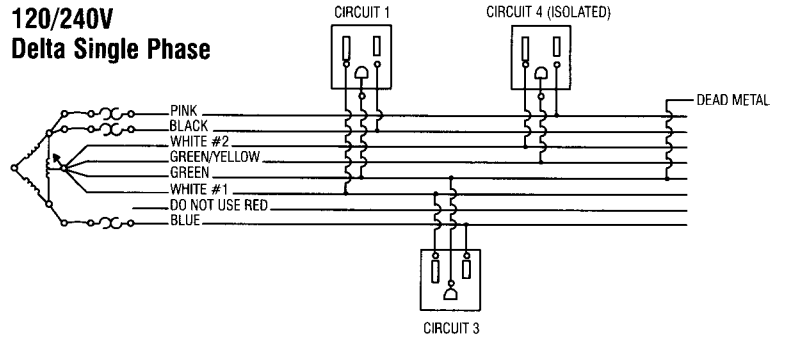 120/240V
Delta Single Phase
CIRCUIT 1
CIRCUIT 4 (ISOLATED)
DEAD METAL
PINK
BLACK
WHITE #2
GREEN/YELLOW
GREEN
WHITE #1
DO NOT USE RED
BLUE
CIRCUIT 3